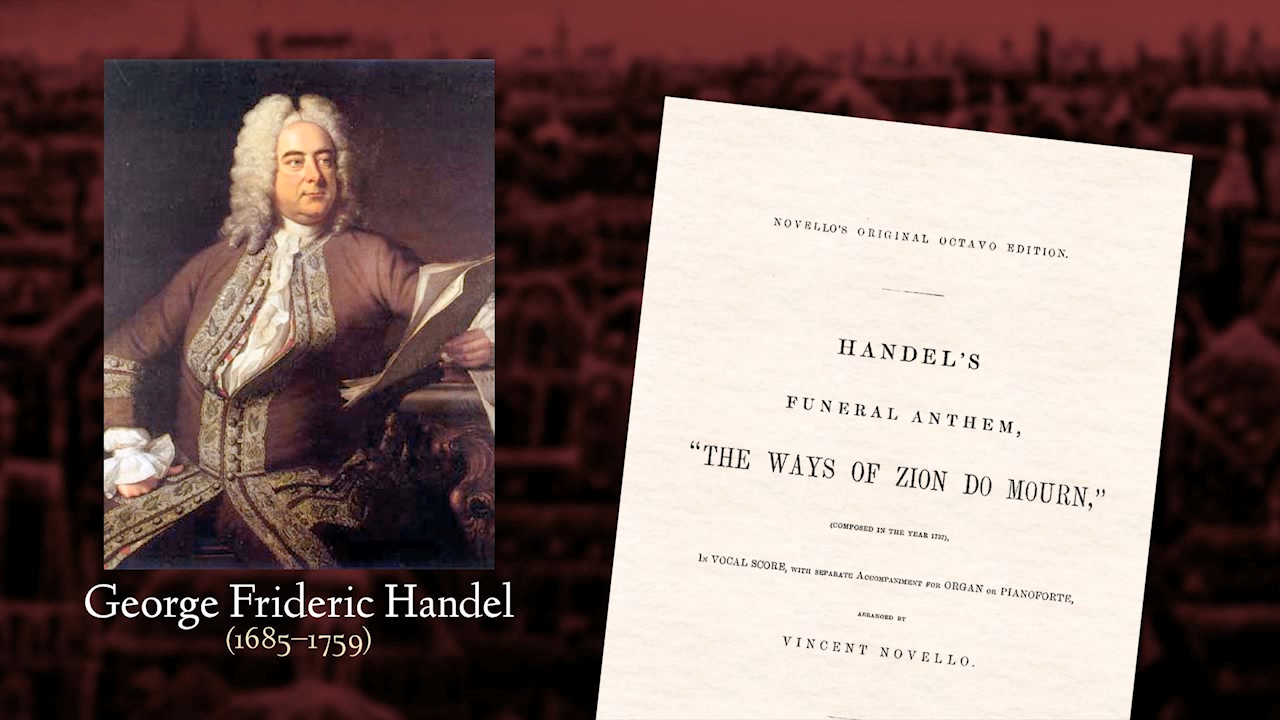 George Frideric Handel
(1685–1759)
NOVELLO'S ORIGINAL OCTAVO EDITION.
HANDEL'S
FUNERAL ANTHEM,
“THE WAYS OF ZION DO MOURN,”
(COMPOSED IN THE YEAR 1737),
IN VOCAL SCORE, WITH SEPARATE ACCOMPANIMENT FOR ORGAN OR PIANOFORTE,
ARRANGED BY
VINCENT NOVELLO.